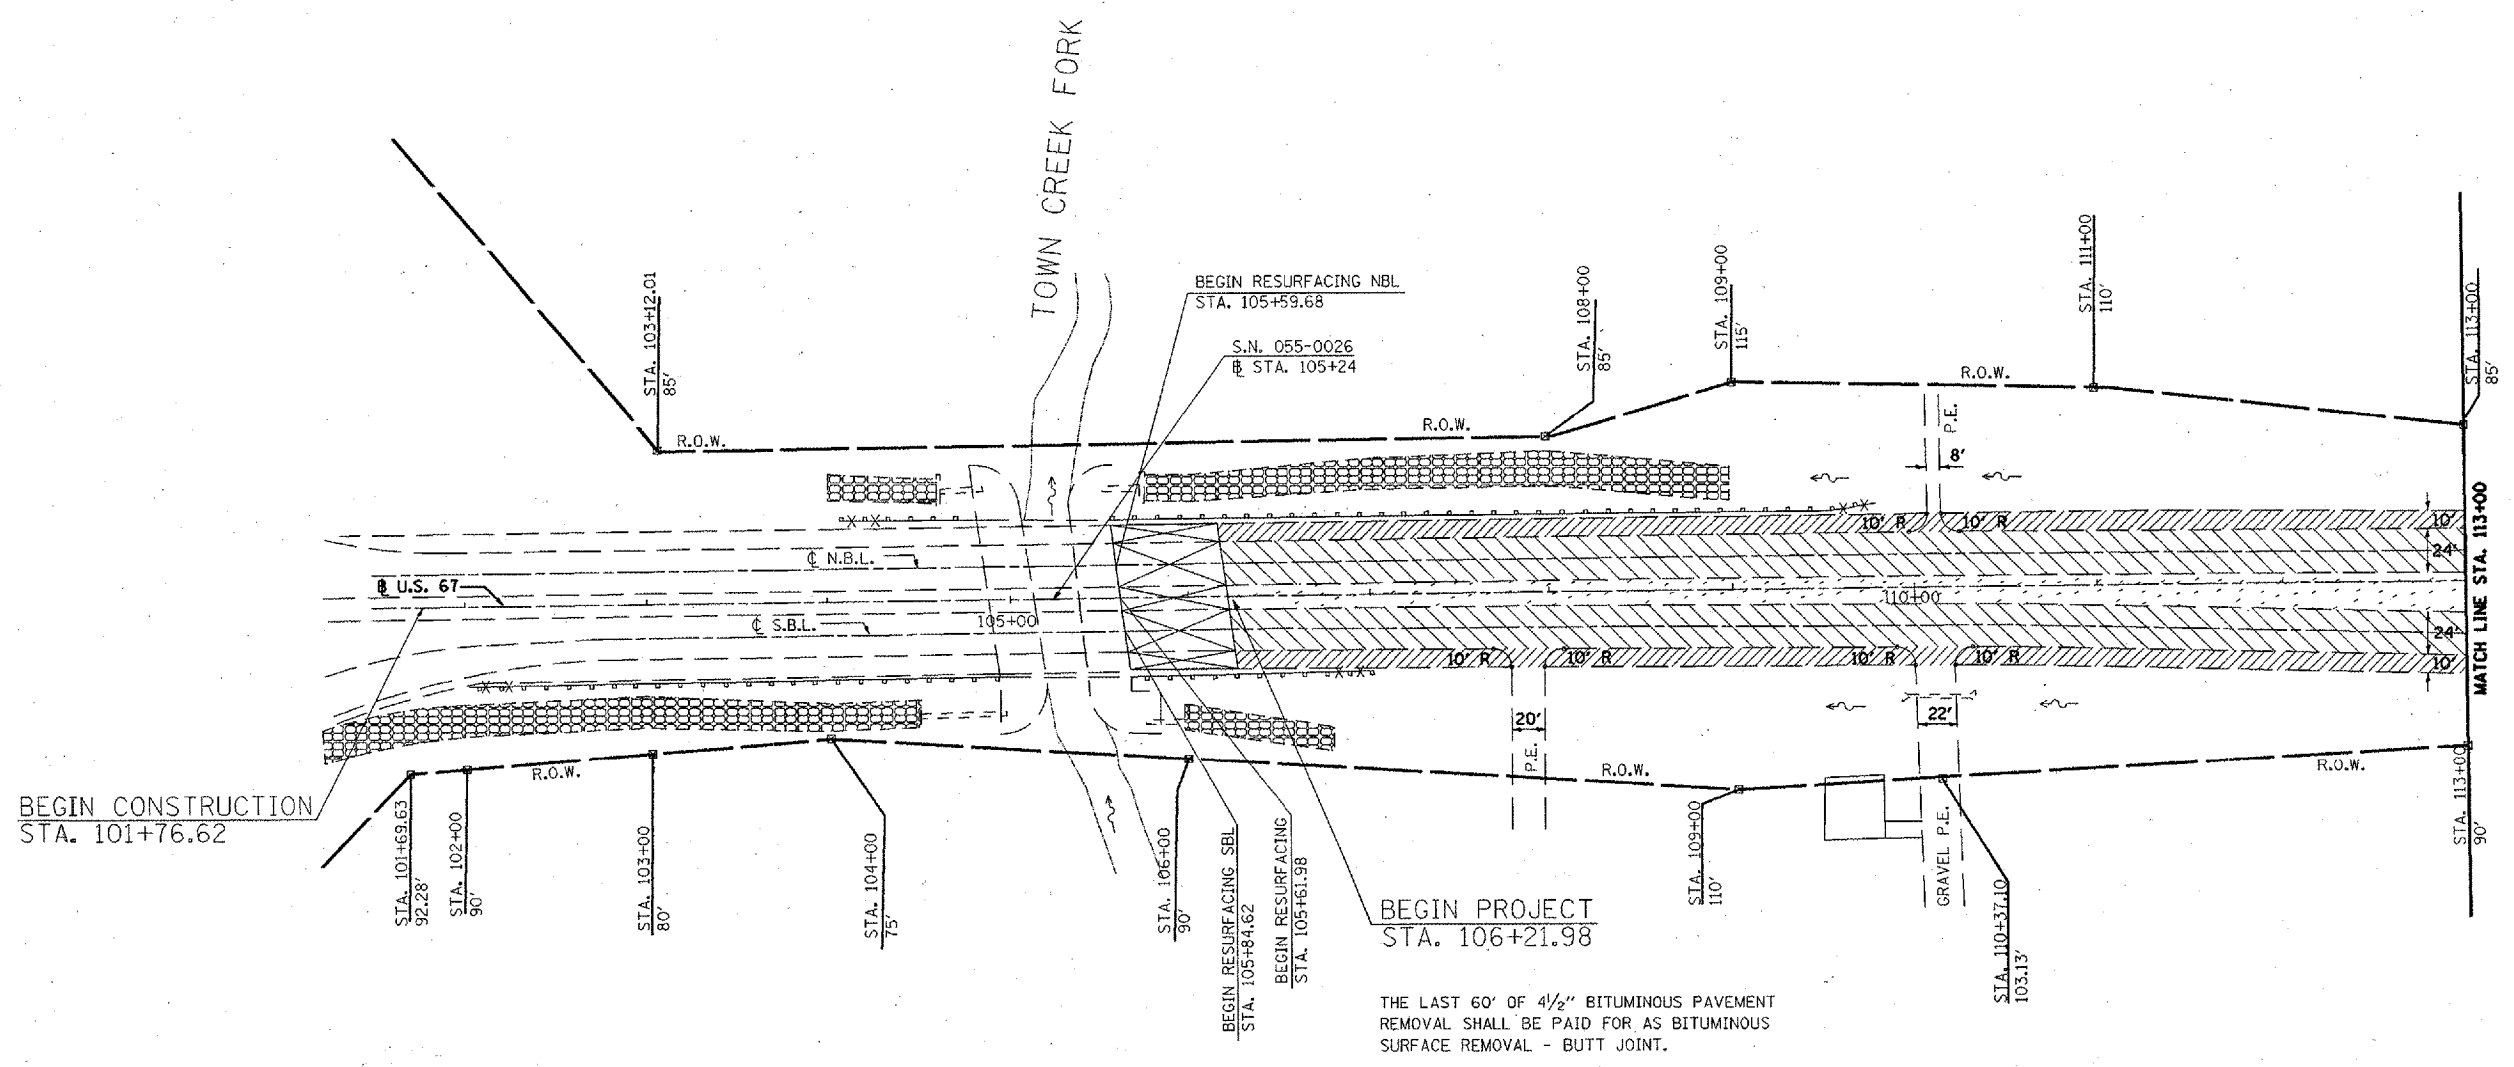 TOWN CREEK FORK
STA. 103+12.01
85'
BEGIN RESURFACING NBL
STA. 105+59.68
S.N. 055-0026
℄ STA. 105+24
STA. 108+00
85'
STA. 109+00
115'
STA. 111+00
110'
STA. 113+00
85'
R.O.W.
R.O.W.
R.O.W.
P.E.
8'
10' R
10' R
10'
24'
℄ N.B.L.
℄ U.S. 67
110+00
105+00
℄ S.B.L.
24'
10' R
10' R
10' R
10' R
10'
MATCH LINE STA. 113+00
20'
22'
P.E.
R.O.W.
R.O.W.
R.O.W.
BEGIN CONSTRUCTION
STA. 101+76.62
STA. 101+69.63
92.28'
STA. 102+00
90'
STA. 103+00
80'
STA. 104+00
75'
STA. 106+00
90'
BEGIN RESURFACING SBL
STA. 105+84.62
BEGIN RESURFACING
STA. 105+61.98
BEGIN PROJECT
STA. 106+21.98
STA. 109+00
110'
GRAVEL P.E.
STA. 110+37.10
103.13'
STA. 113+00
90'
THE LAST 60' OF 4½" BITUMINOUS PAVEMENT
REMOVAL SHALL BE PAID FOR AS BITUMINOUS
SURFACE REMOVAL - BUTT JOINT.